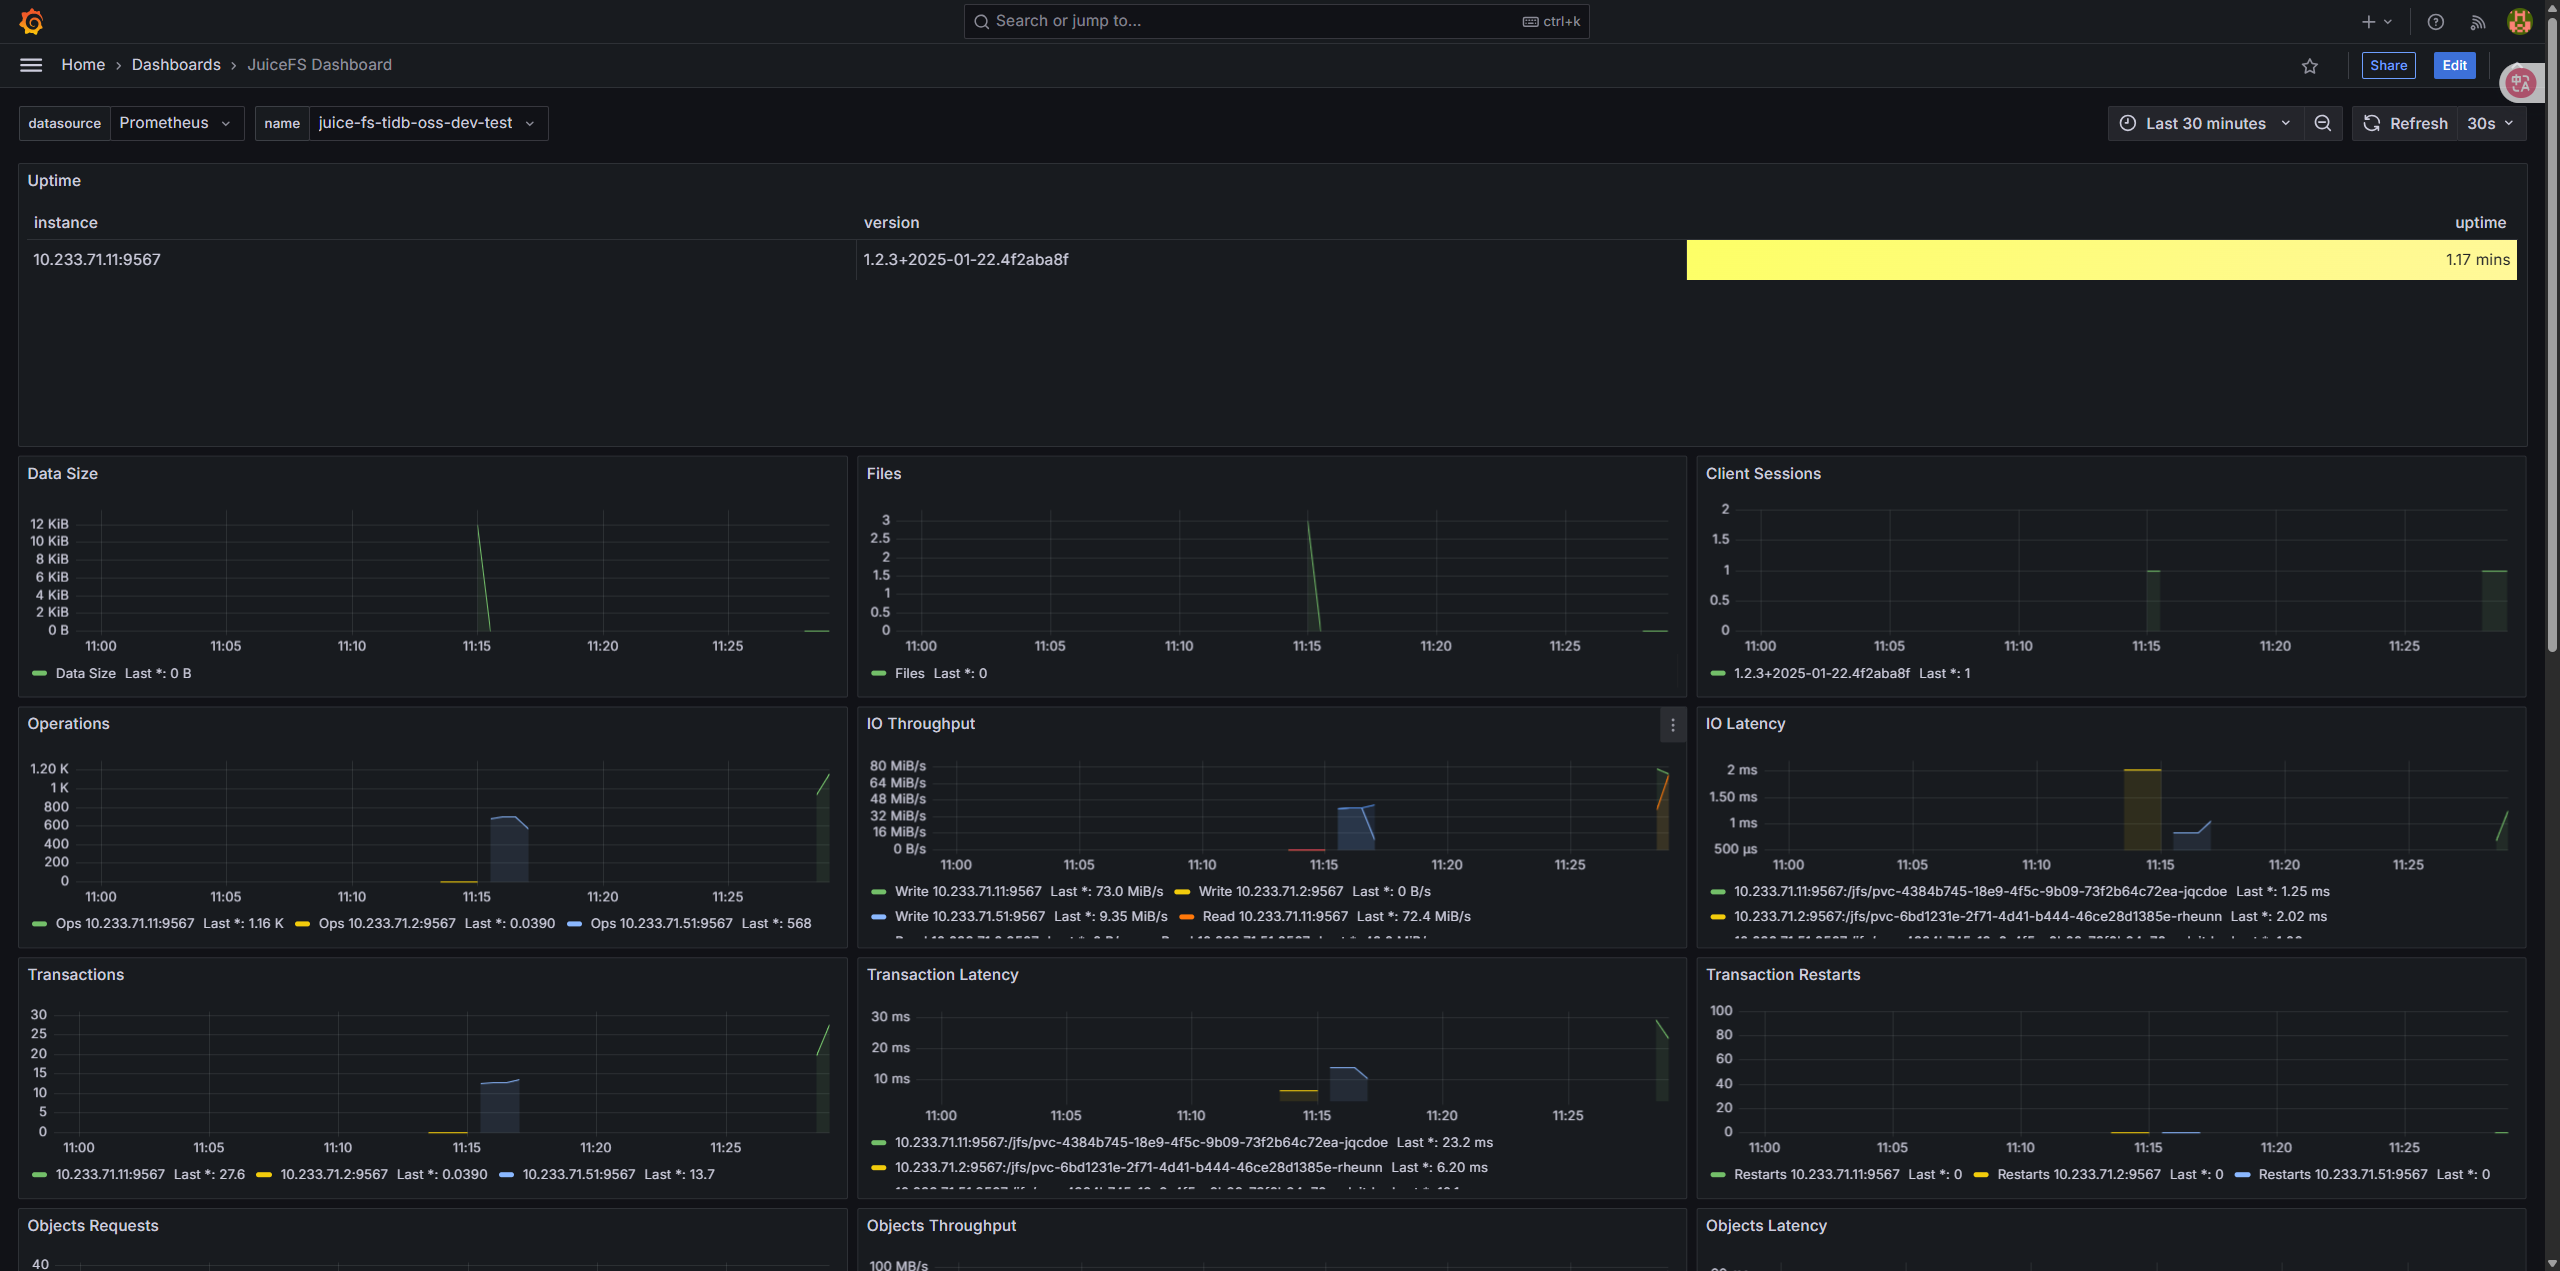 Search or jump to...
ctrl+k
Home › Dashboards › JuiceFS Dashboard
Share
Edit
datasource Prometheus name juice-fs-tidb-oss-dev-test
Last 30 minutes
Refresh 30s
Uptime
instance version uptime
10.233.71.11:9567 1.2.3+2025-01-22.4f2aba8f 1.17 mins
Data Size
12 KiB
10 KiB
8 KiB
6 KiB
4 KiB
2 KiB
0 B
11:00 11:05 11:10 11:15 11:20 11:25
Data Size Last *: 0 B
Files
3
2.5
2
1.5
1
0.5
0
11:00 11:05 11:10 11:15 11:20 11:25
Files Last *: 0
Client Sessions
2
1.5
1
0.5
0
11:00 11:05 11:10 11:15 11:20 11:25
1.2.3+2025-01-22.4f2aba8f Last *: 1
Operations
1.20 K
1 K
800
600
400
200
0
11:00 11:05 11:10 11:15 11:20 11:25
Ops 10.233.71.11:9567 Last *: 1.16 K Ops 10.233.71.2:9567 Last *: 0.0390 Ops 10.233.71.51:9567 Last *: 568
IO Throughput
80 MiB/s
64 MiB/s
48 MiB/s
32 MiB/s
16 MiB/s
0 B/s
11:00 11:05 11:10 11:15 11:20 11:25
Write 10.233.71.11:9567 Last *: 73.0 MiB/s Write 10.233.71.2:9567 Last *: 0 B/s
Write 10.233.71.51:9567 Last *: 9.35 MiB/s Read 10.233.71.11:9567 Last *: 72.4 MiB/s
IO Latency
2 ms
1.50 ms
1 ms
500 µs
11:00 11:05 11:10 11:15 11:20 11:25
10.233.71.11:9567:/jfs/pvc-4384b745-18e9-4f5c-9b09-73f2b64c72ea-jqcdoe Last *: 1.25 ms
10.233.71.2:9567:/jfs/pvc-6bd1231e-2f71-4d41-b444-46ce28d1385e-rheunn Last *: 2.02 ms
Transactions
30
25
20
15
10
5
0
11:00 11:05 11:10 11:15 11:20 11:25
10.233.71.11:9567 Last *: 27.6 10.233.71.2:9567 Last *: 0.0390 10.233.71.51:9567 Last *: 13.7
Transaction Latency
30 ms
20 ms
10 ms
11:00 11:05 11:10 11:15 11:20 11:25
10.233.71.11:9567:/jfs/pvc-4384b745-18e9-4f5c-9b09-73f2b64c72ea-jqcdoe Last *: 23.2 ms
10.233.71.2:9567:/jfs/pvc-6bd1231e-2f71-4d41-b444-46ce28d1385e-rheunn Last *: 6.20 ms
Transaction Restarts
100
80
60
40
20
0
11:00 11:05 11:10 11:15 11:20 11:25
Restarts 10.233.71.11:9567 Last *: 0 Restarts 10.233.71.2:9567 Last *: 0 Restarts 10.233.71.51:9567 Last *: 0
Objects Requests
40
Objects Throughput
100 MB/s
Objects Latency